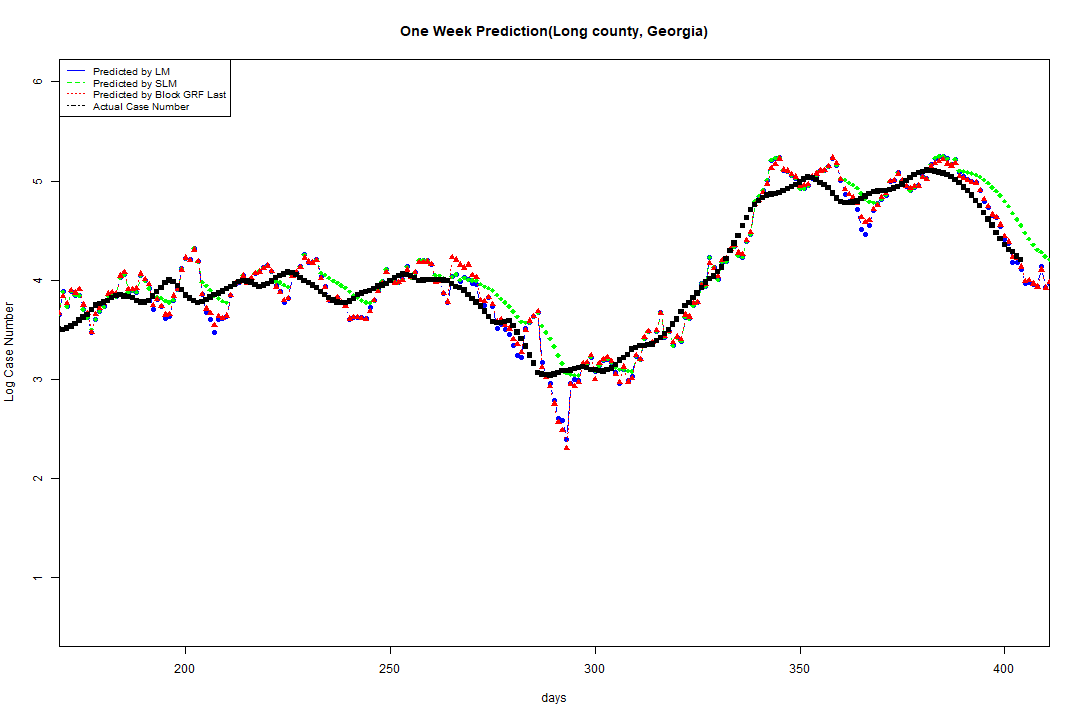 One Week Prediction(Long county, Georgia)
Predicted by LM
Predicted by SLM
Predicted by Block GRF Last
Actual Case Number
6
5
4
3
2
1
Log Case Number
200
250
300
350
400
days